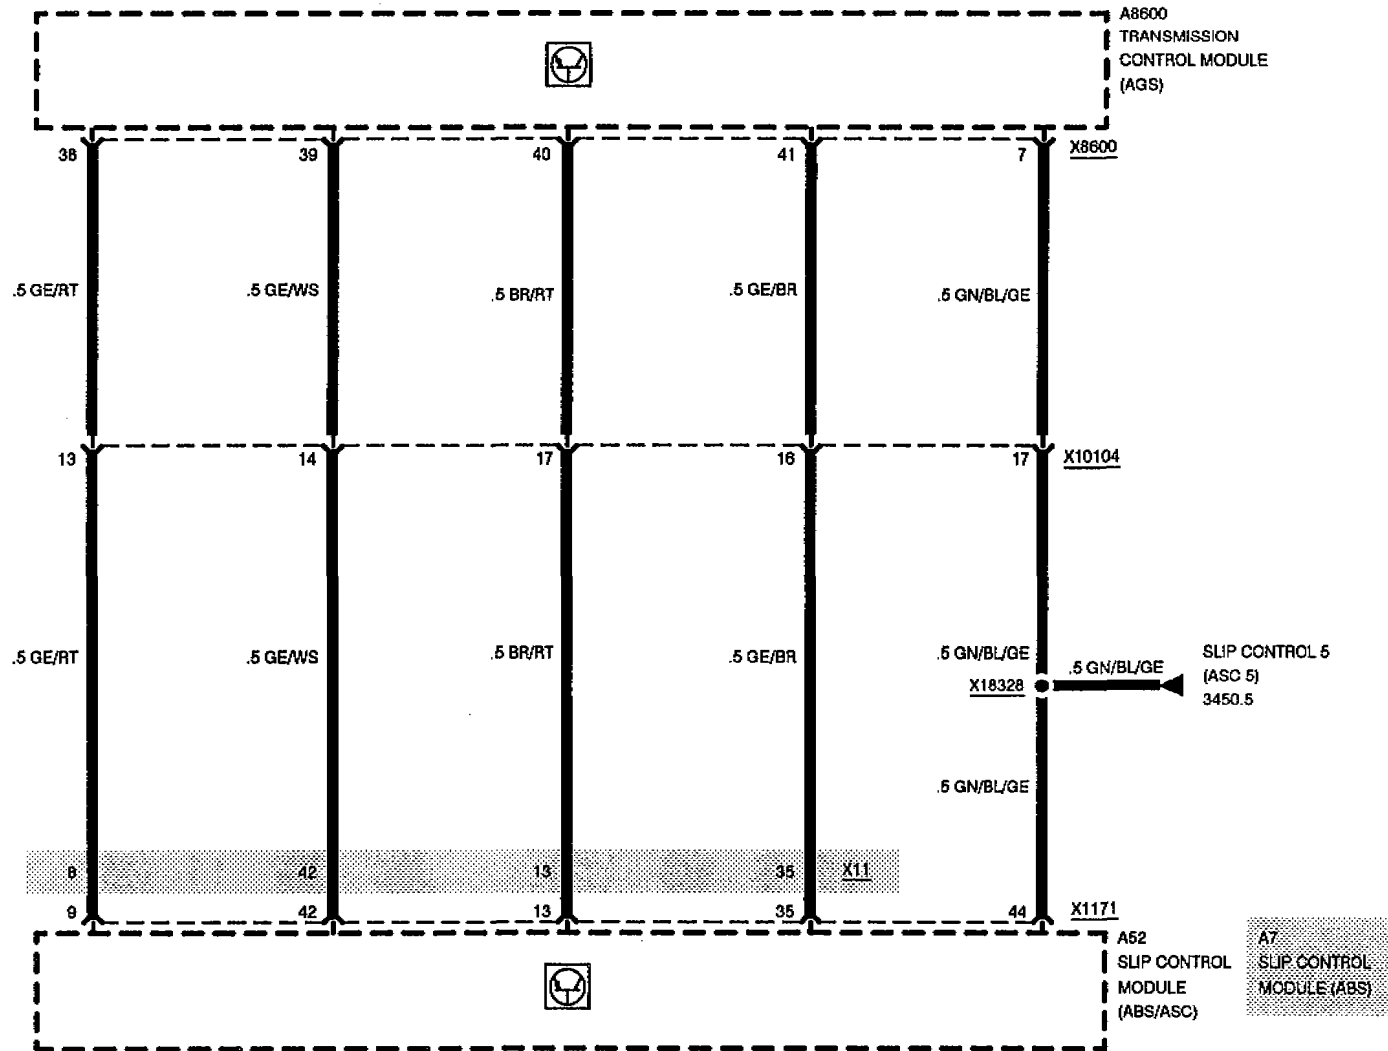 A8600
TRANSMISSION
CONTROL MODULE
(AGS)
38 39 40 41 7 X8600
.5 GE/RT .5 GE/WS .5 BR/RT .5 GE/BR .5 GN/BL/GE
13 14 17 16 17 X10104
.5 GE/RT .5 GE/WS .5 BR/RT .5 GE/BR .5 GN/BL/GE
X18328 .5 GN/BL/GE
SLIP CONTROL 5
(ASC 5)
3450.5
.5 GN/BL/GE
8 42 13 35 X11
9 42 13 35 44 X1171
A52
SLIP CONTROL
MODULE
(ABS/ASC)
A7
SLIP CONTROL
MODULE (ABS)